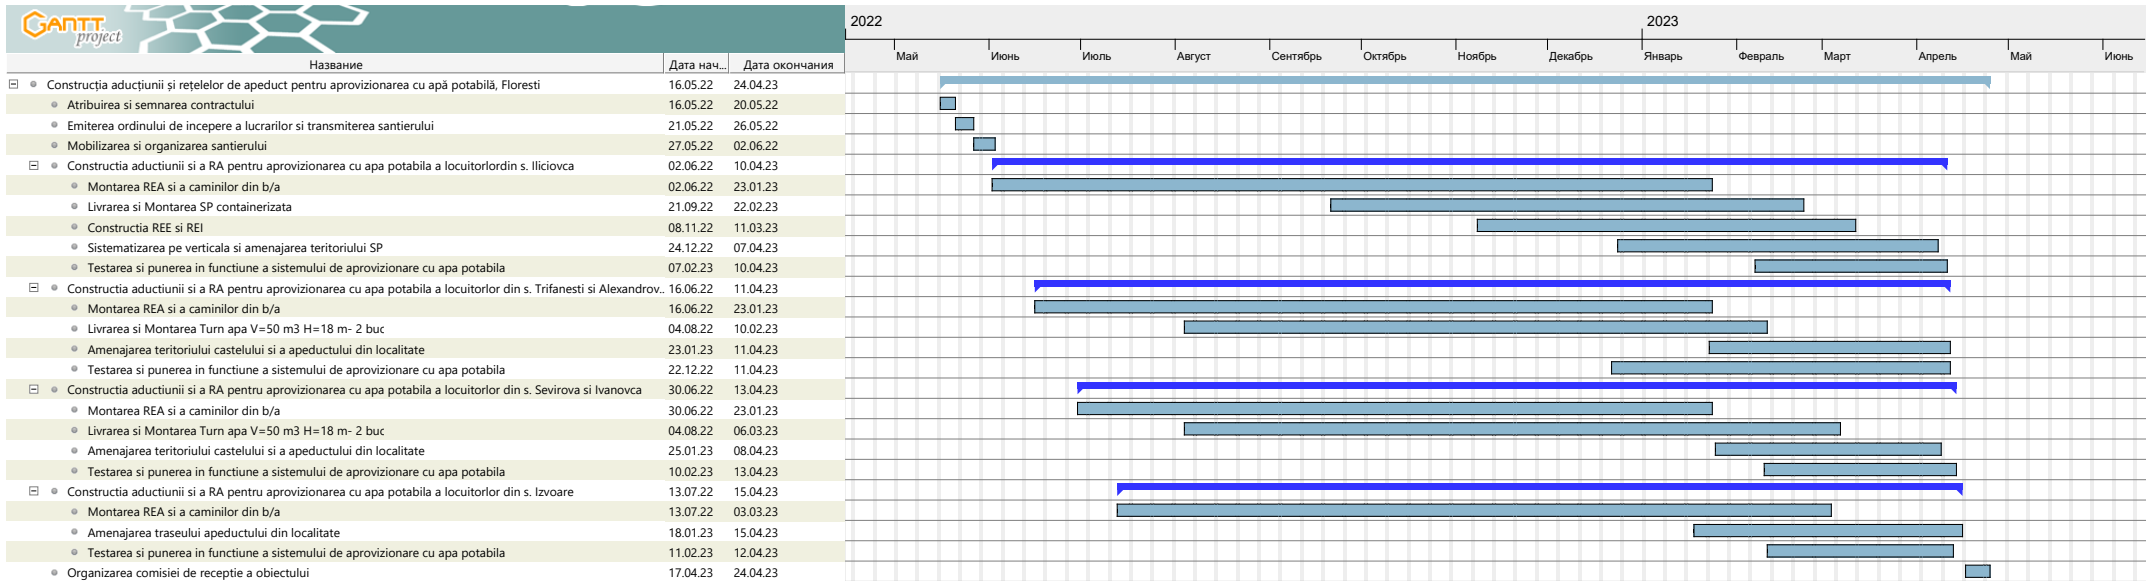 GANTT
project
2022 2023
Май Июнь Июль Август Сентябрь Октябрь Ноябрь Декабрь Январь Февраль Март Апрель Май Июнь
Название Дата нач... Дата окончания
Construcția aducțiunii și rețelelor de apeduct pentru aprovizionarea cu apă potabilă, Floresti 16.05.22 24.04.23
Atribuirea si semnarea contractului 16.05.22 20.05.22
Emiterea ordinului de incepere a lucrarilor si transmiterea santierului 21.05.22 26.05.22
Mobilizarea si organizarea santierului 27.05.22 02.06.22
Constructia aductiunii si a RA pentru aprovizionarea cu apa potabila a locuitorlordin s. Iliciovca 02.06.22 10.04.23
Montarea REA si a caminilor din b/a 02.06.22 23.01.23
Livrarea si Montarea SP containerizata 21.09.22 22.02.23
Constructia REE si REI 08.11.22 11.03.23
Sistematizarea pe verticala si amenajarea teritoriului SP 24.12.22 07.04.23
Testarea si punerea in functiune a sistemului de aprovizionare cu apa potabila 07.02.23 10.04.23
Constructia aductiunii si a RA pentru aprovizionarea cu apa potabila a locuitorlor din s. Trifanesti si Alexandrov.. 16.06.22 11.04.23
Montarea REA si a caminilor din b/a 16.06.22 23.01.23
Livrarea si Montarea Turn apa V=50 m3 H=18 m- 2 buc 04.08.22 10.02.23
Amenajarea teritoriului castelului si a apeductului din localitate 23.01.23 11.04.23
Testarea si punerea in functiune a sistemului de aprovizionare cu apa potabila 22.12.22 11.04.23
Constructia aductiunii si a RA pentru aprovizionarea cu apa potabila a locuitorlor din s. Sevirova si Ivanovca 30.06.22 13.04.23
Montarea REA si a caminilor din b/a 30.06.22 23.01.23
Livrarea si Montarea Turn apa V=50 m3 H=18 m- 2 buc 04.08.22 06.03.23
Amenajarea teritoriului castelului si a apeductului din localitate 25.01.23 08.04.23
Testarea si punerea in functiune a sistemului de aprovizionare cu apa potabila 10.02.23 13.04.23
Constructia aductiunii si a RA pentru aprovizionarea cu apa potabila a locuitorlor din s. Izvoare 13.07.22 15.04.23
Montarea REA si a caminilor din b/a 13.07.22 03.03.23
Amenajarea traseului apeductului din localitate 18.01.23 15.04.23
Testarea si punerea in functiune a sistemului de aprovizionare cu apa potabila 11.02.23 12.04.23
Organizarea comisiei de receptie a obiectului 17.04.23 24.04.23